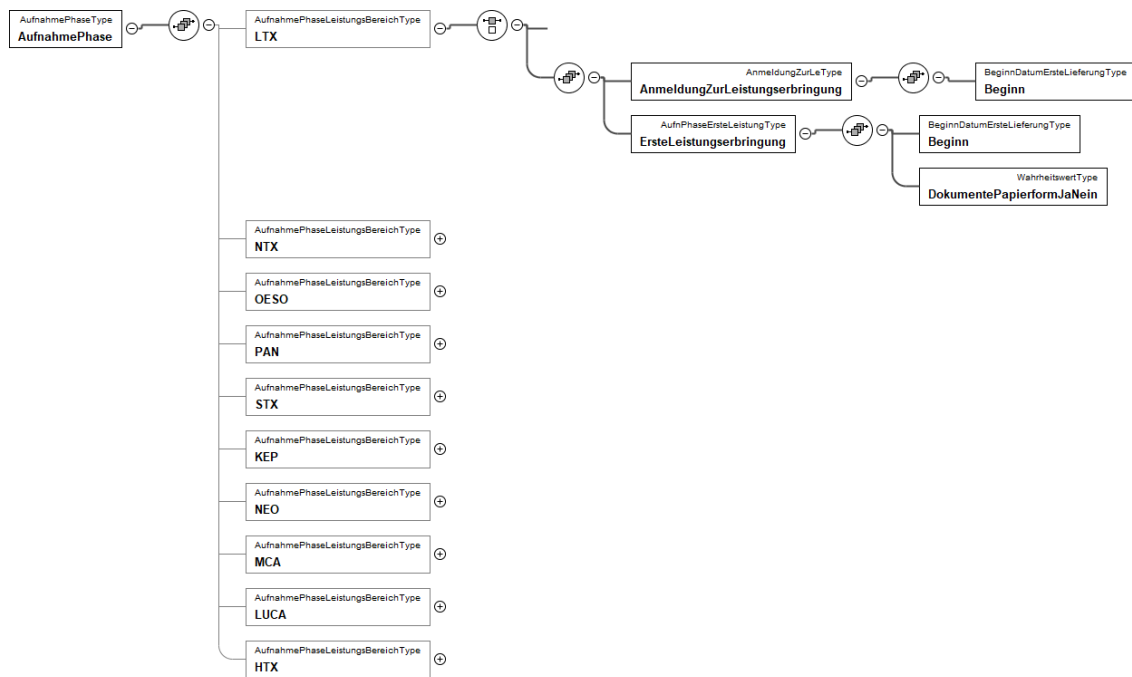 AufnahmePhaseType
AufnahmePhase
AufnahmePhaseLeistungsBereichType
LTX
AnmeldungZurLeType
AnmeldungZurLeistungserbringung
BeginnDatumErsteLieferungType
Beginn
AufnPhaseErsteLeistungType
ErsteLeistungserbringung
BeginnDatumErsteLieferungType
Beginn
WahrheitswertType
DokumentePapierformJaNein
AufnahmePhaseLeistungsBereichType
NTX
AufnahmePhaseLeistungsBereichType
OESO
AufnahmePhaseLeistungsBereichType
PAN
AufnahmePhaseLeistungsBereichType
STX
AufnahmePhaseLeistungsBereichType
KEP
AufnahmePhaseLeistungsBereichType
NEO
AufnahmePhaseLeistungsBereichType
MCA
AufnahmePhaseLeistungsBereichType
LUCA
AufnahmePhaseLeistungsBereichType
HTX